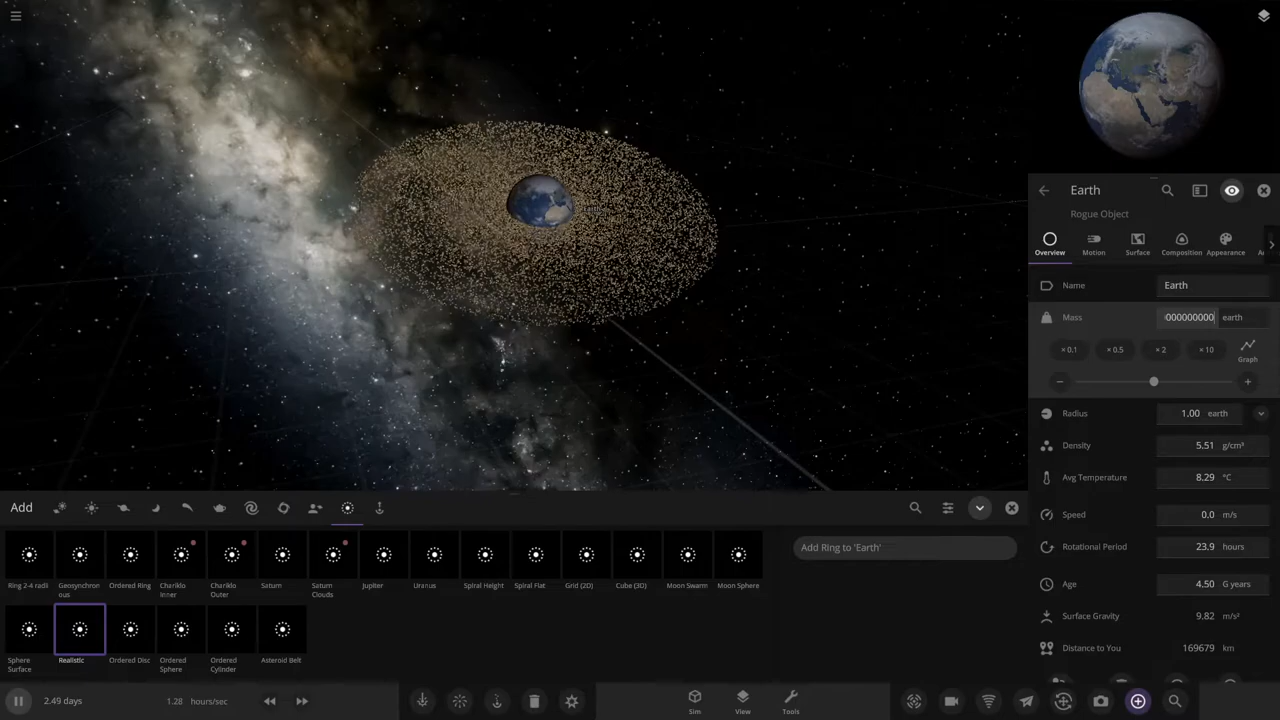 Earth
Earth
Rogue Object
Overview Motion Surface Composition Appearance
Name Earth
Mass 000000000 earth
× 0.1 × 0.5 × 2 × 10 Graph
Radius 1.00 earth
Density 5.51 g/cm³
Avg Temperature 8.29 °C
Speed 0.0 m/s
Rotational Period 23.9 hours
Age 4.50 G years
Surface Gravity 9.82 m/s²
Distance to You 169679 km
Add
Add Ring to 'Earth'
Ring 2-4 radii
Geosynchron
ous
Ordered Ring
Chariklo
Inner
Chariklo
Outer
Saturn
Saturn
Clouds
Jupiter
Uranus
Spiral Height
Spiral Flat
Grid (2D)
Cube (3D)
Moon Swarm
Moon Sphere
Sphere
Surface
Realistic
Ordered Disc
Ordered
Sphere
Ordered
Cylinder
Asteroid Belt
2.49 days 1.28 hours/sec
Sim View Tools